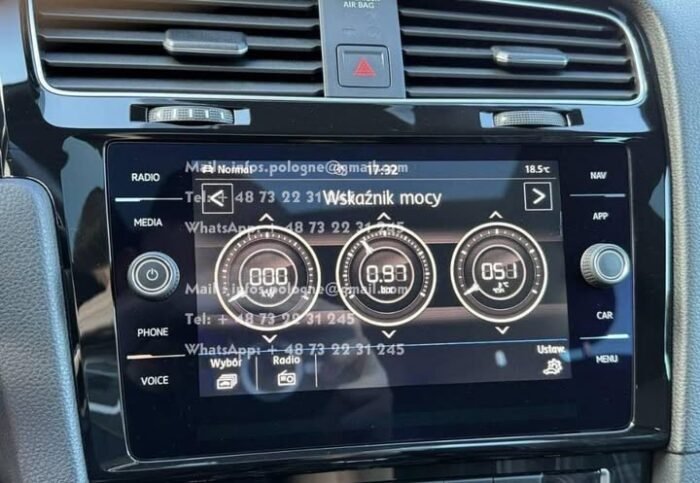 AIR BAG
Normal
17:32
18.5°C
RADIO
MEDIA
PHONE
VOICE
NAV
APP
CAR
MENU
Wskaźnik mocy
000
kW
0.97
bar
051
°C
Wybór
Radio
Ustaw.
Mail: infos.pologne@gmail.com
Tel: + 48 73 22 31 245
WhatsApp: + 48 73 22 31 245
Mail: infos.pologne@gmail.com
Tel: + 48 73 22 31 245
WhatsApp: + 48 73 22 31 245